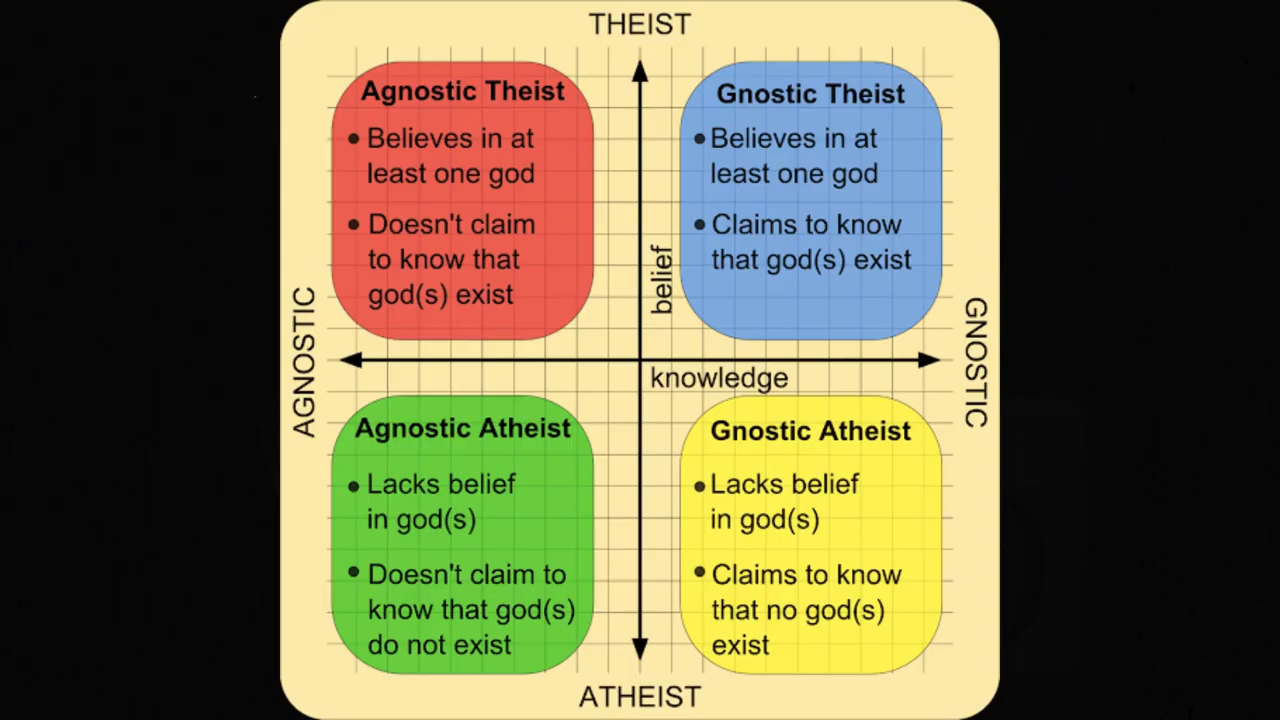 THEIST
Agnostic Theist
• Believes in at
least one god
• Doesn't claim
to know that
god(s) exist
Gnostic Theist
• Believes in at
least one god
• Claims to know
that god(s) exist
belief
AGNOSTIC
GNOSTIC
knowledge
Agnostic Atheist
• Lacks belief
in god(s)
• Doesn't claim to
know that god(s)
do not exist
Gnostic Atheist
• Lacks belief
in god(s)
• Claims to know
that no god(s)
exist
ATHEIST